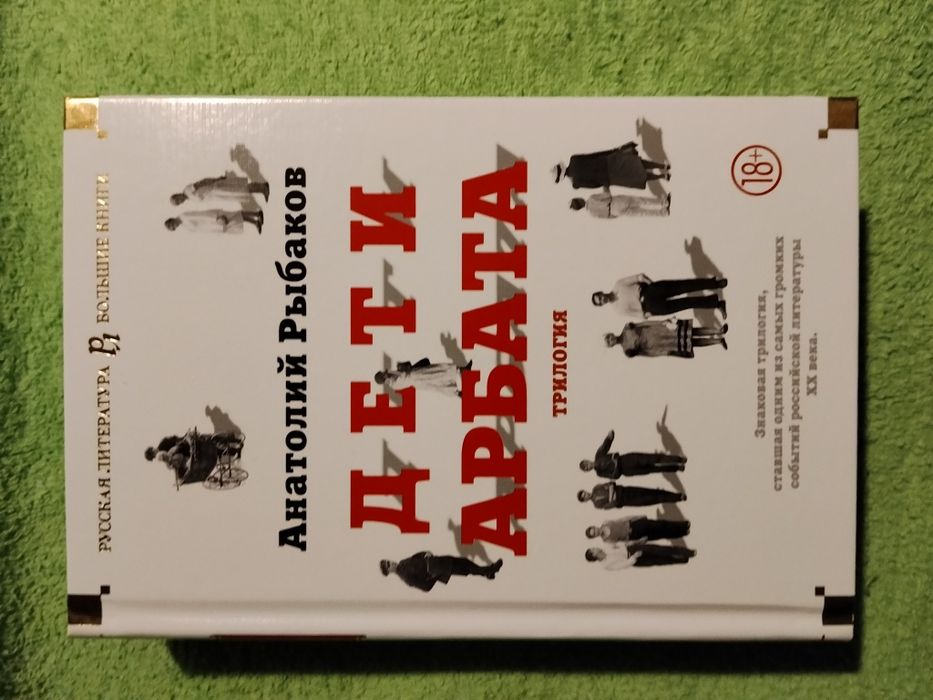 РУССКАЯ ЛИТЕРАТУРА РЛ БОЛЬШИЕ КНИГИ
Анатолий Рыбаков
ДЕТИ
АРБАТА
ТРИЛОГИЯ
18+
Знаковая трилогия,
ставшая одним из самых громких
событий российской литературы
XX века.